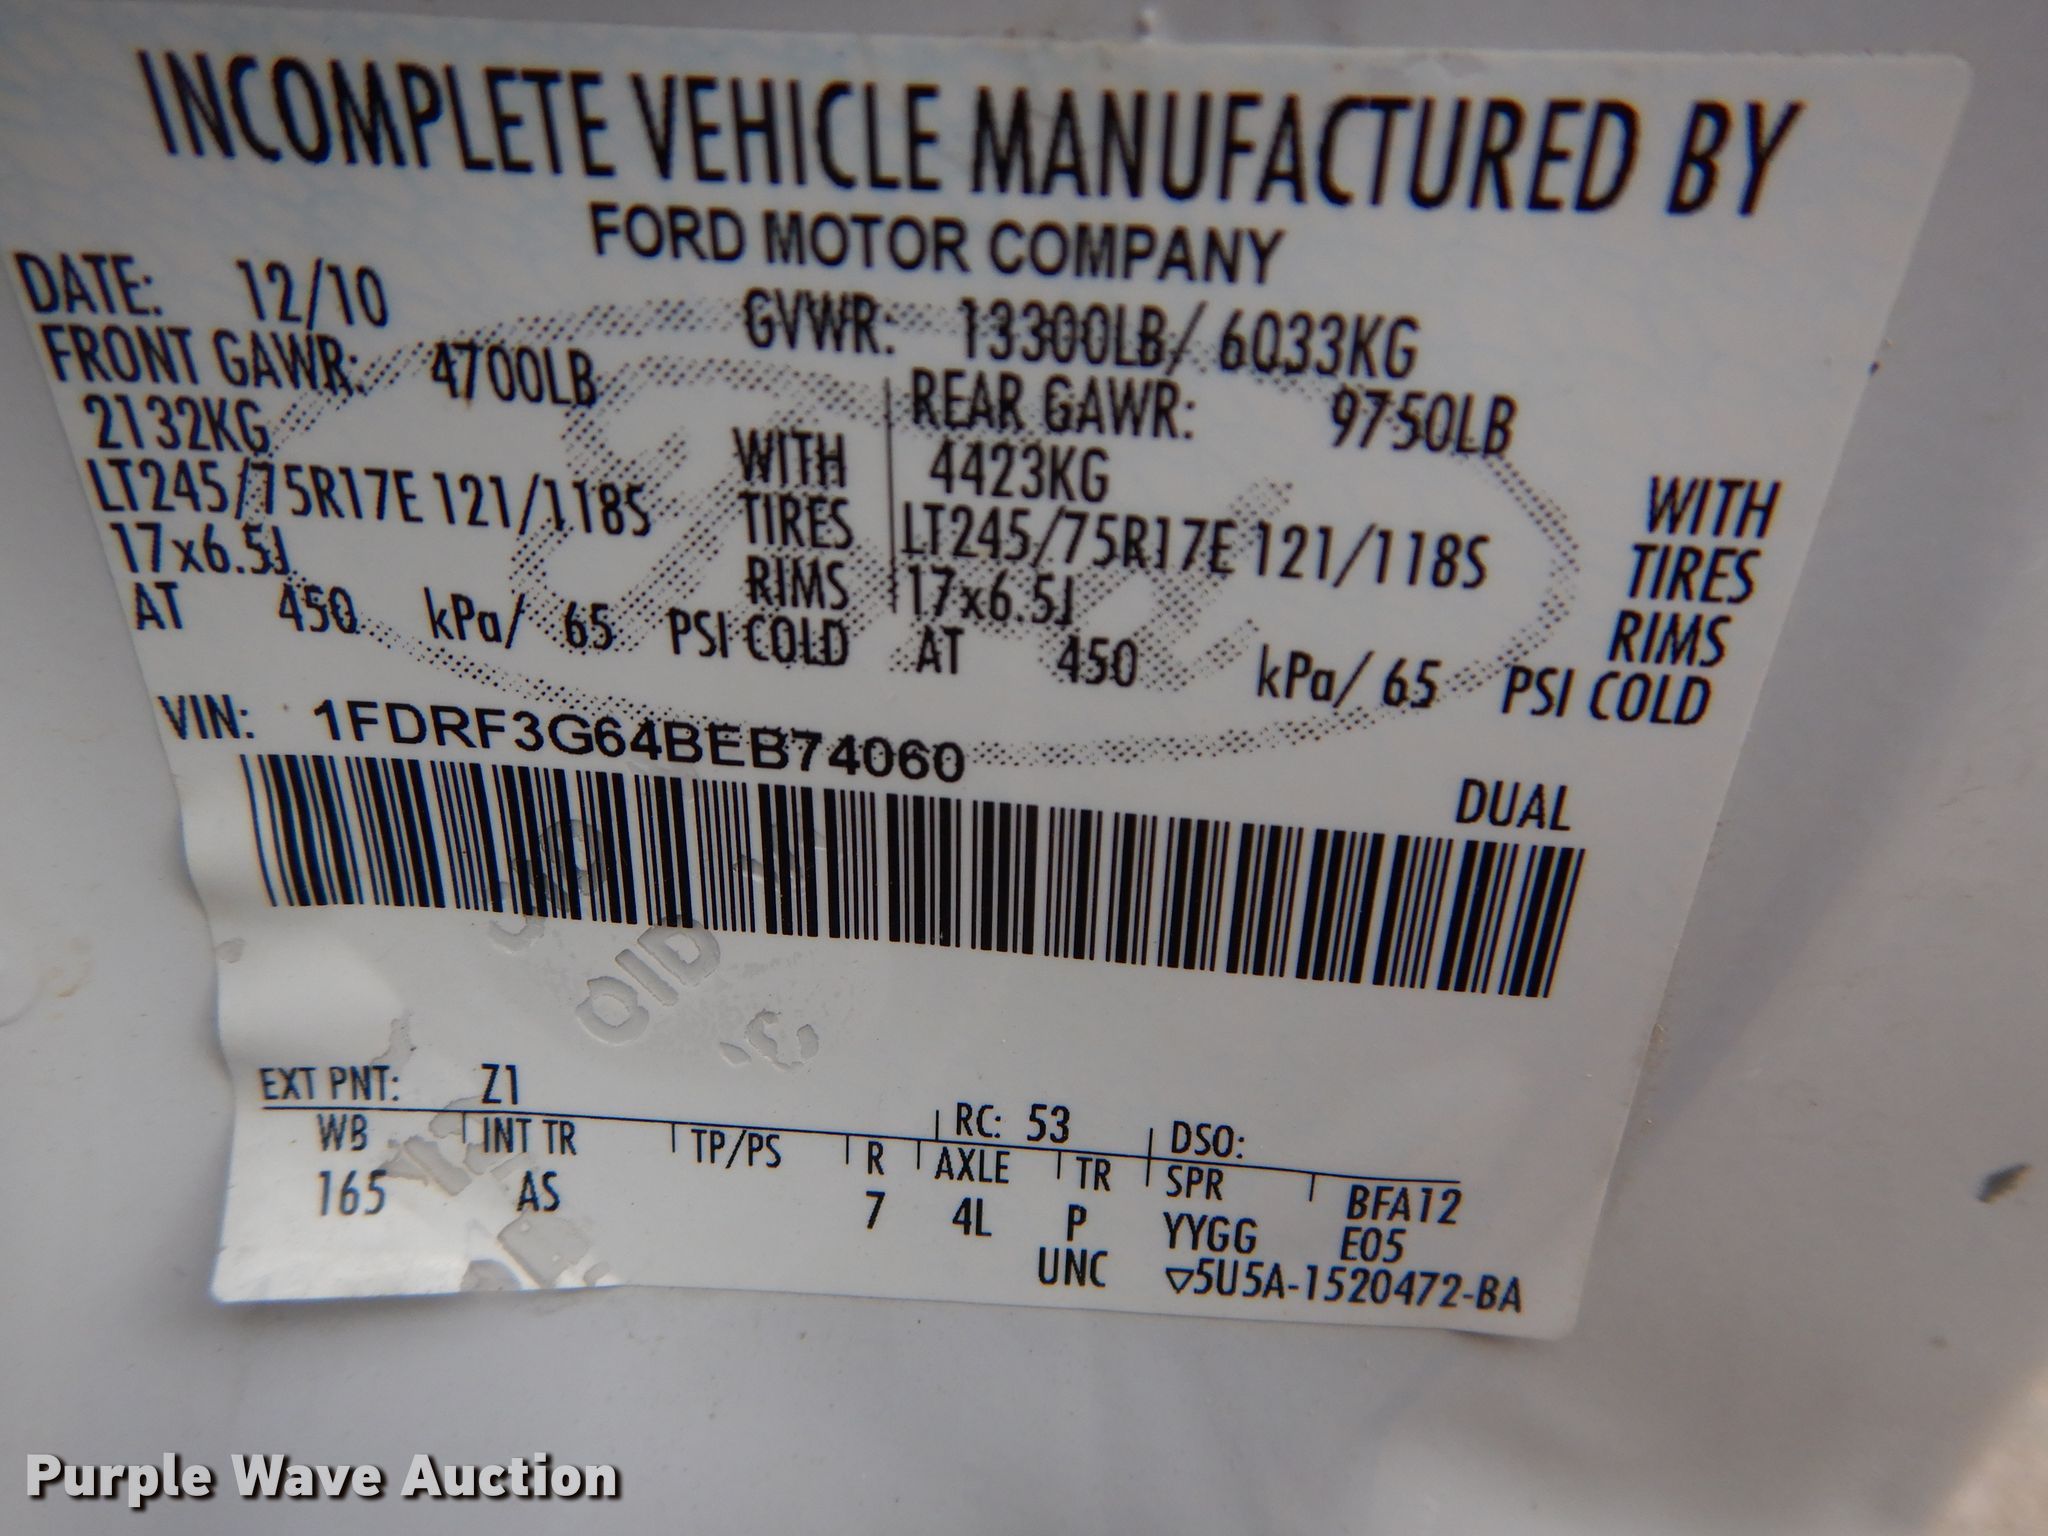 INCOMPLETE VEHICLE MANUFACTURED BY
FORD MOTOR COMPANY
DATE: 12/10
GVWR: 13300LB/ 6033KG
FRONT GAWR: 4700LB
2132KG
WITH
LT245/75R17E 121/118S
TIRES
17x6.5J
RIMS
AT 450 kPa/ 65 PSI COLD
REAR GAWR: 9750LB
4423KG
WITH
LT245/75R17E 121/118S
TIRES
17x6.5J
RIMS
AT 450 kPa/ 65 PSI COLD
VIN: 1FDRF3G64BEB74060
DUAL
EXT PNT: Z1
RC: 53
DSO:
WB INT TR TP/PS R AXLE TR SPR BFA12
165 AS 7 4L P YYGG E05
UNC ▽5U5A-1520472-BA
Purple Wave Auction